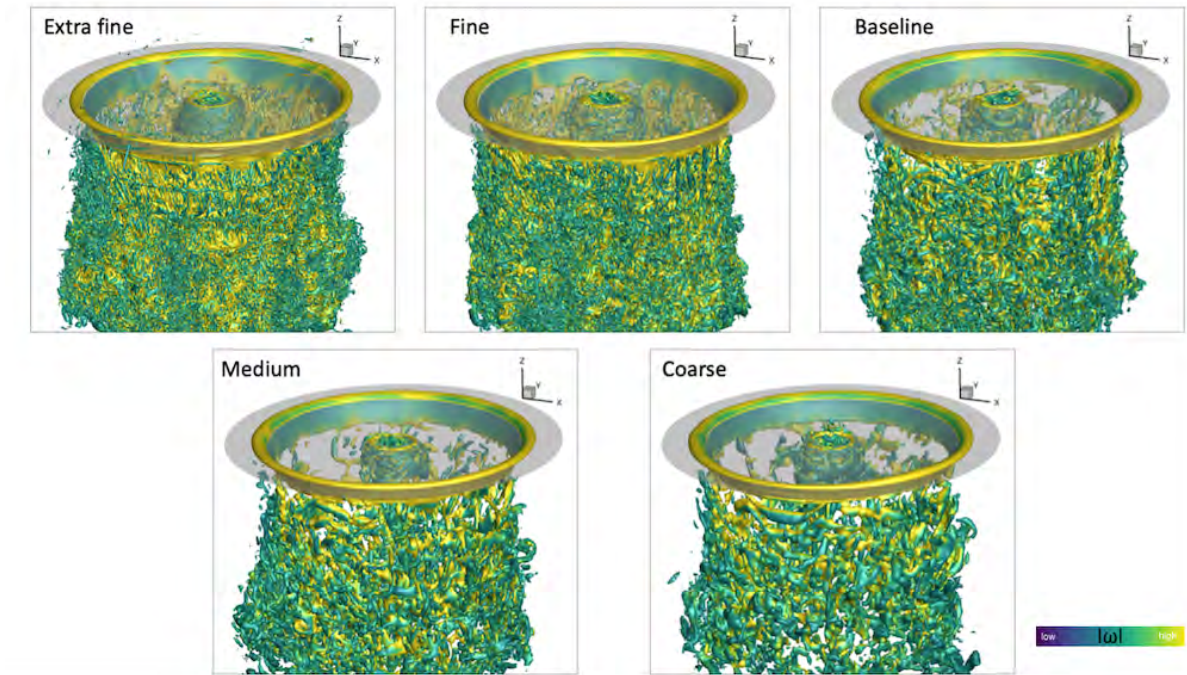 Extra fine
Z
Y
X
Fine
Z
Y
X
Baseline
Z
Y
X
Medium
Z
Y
X
Coarse
Z
Y
X
low |ω| high